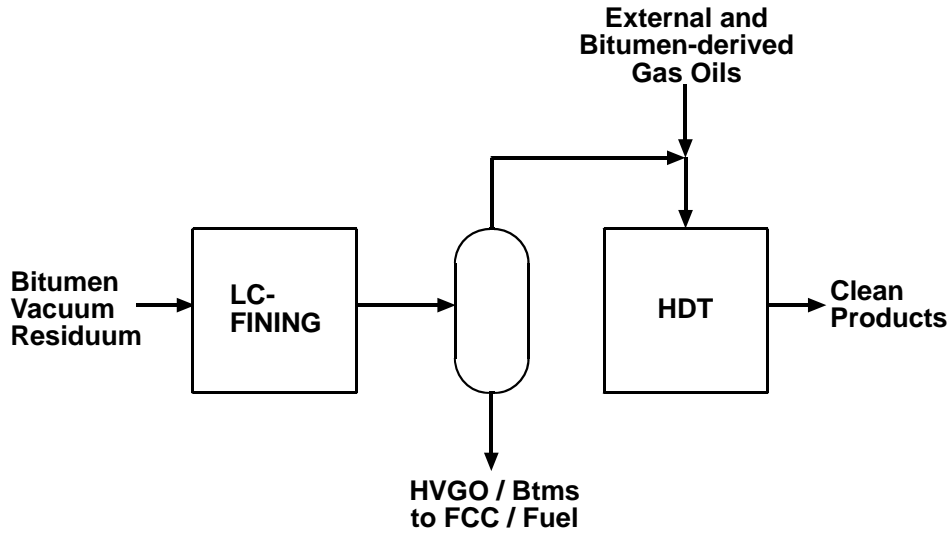 External and
Bitumen-derived
Gas Oils
Bitumen
Vacuum
Residuum
LC-
FINING
HDT
Clean
Products
HVGO / Btms
to FCC / Fuel